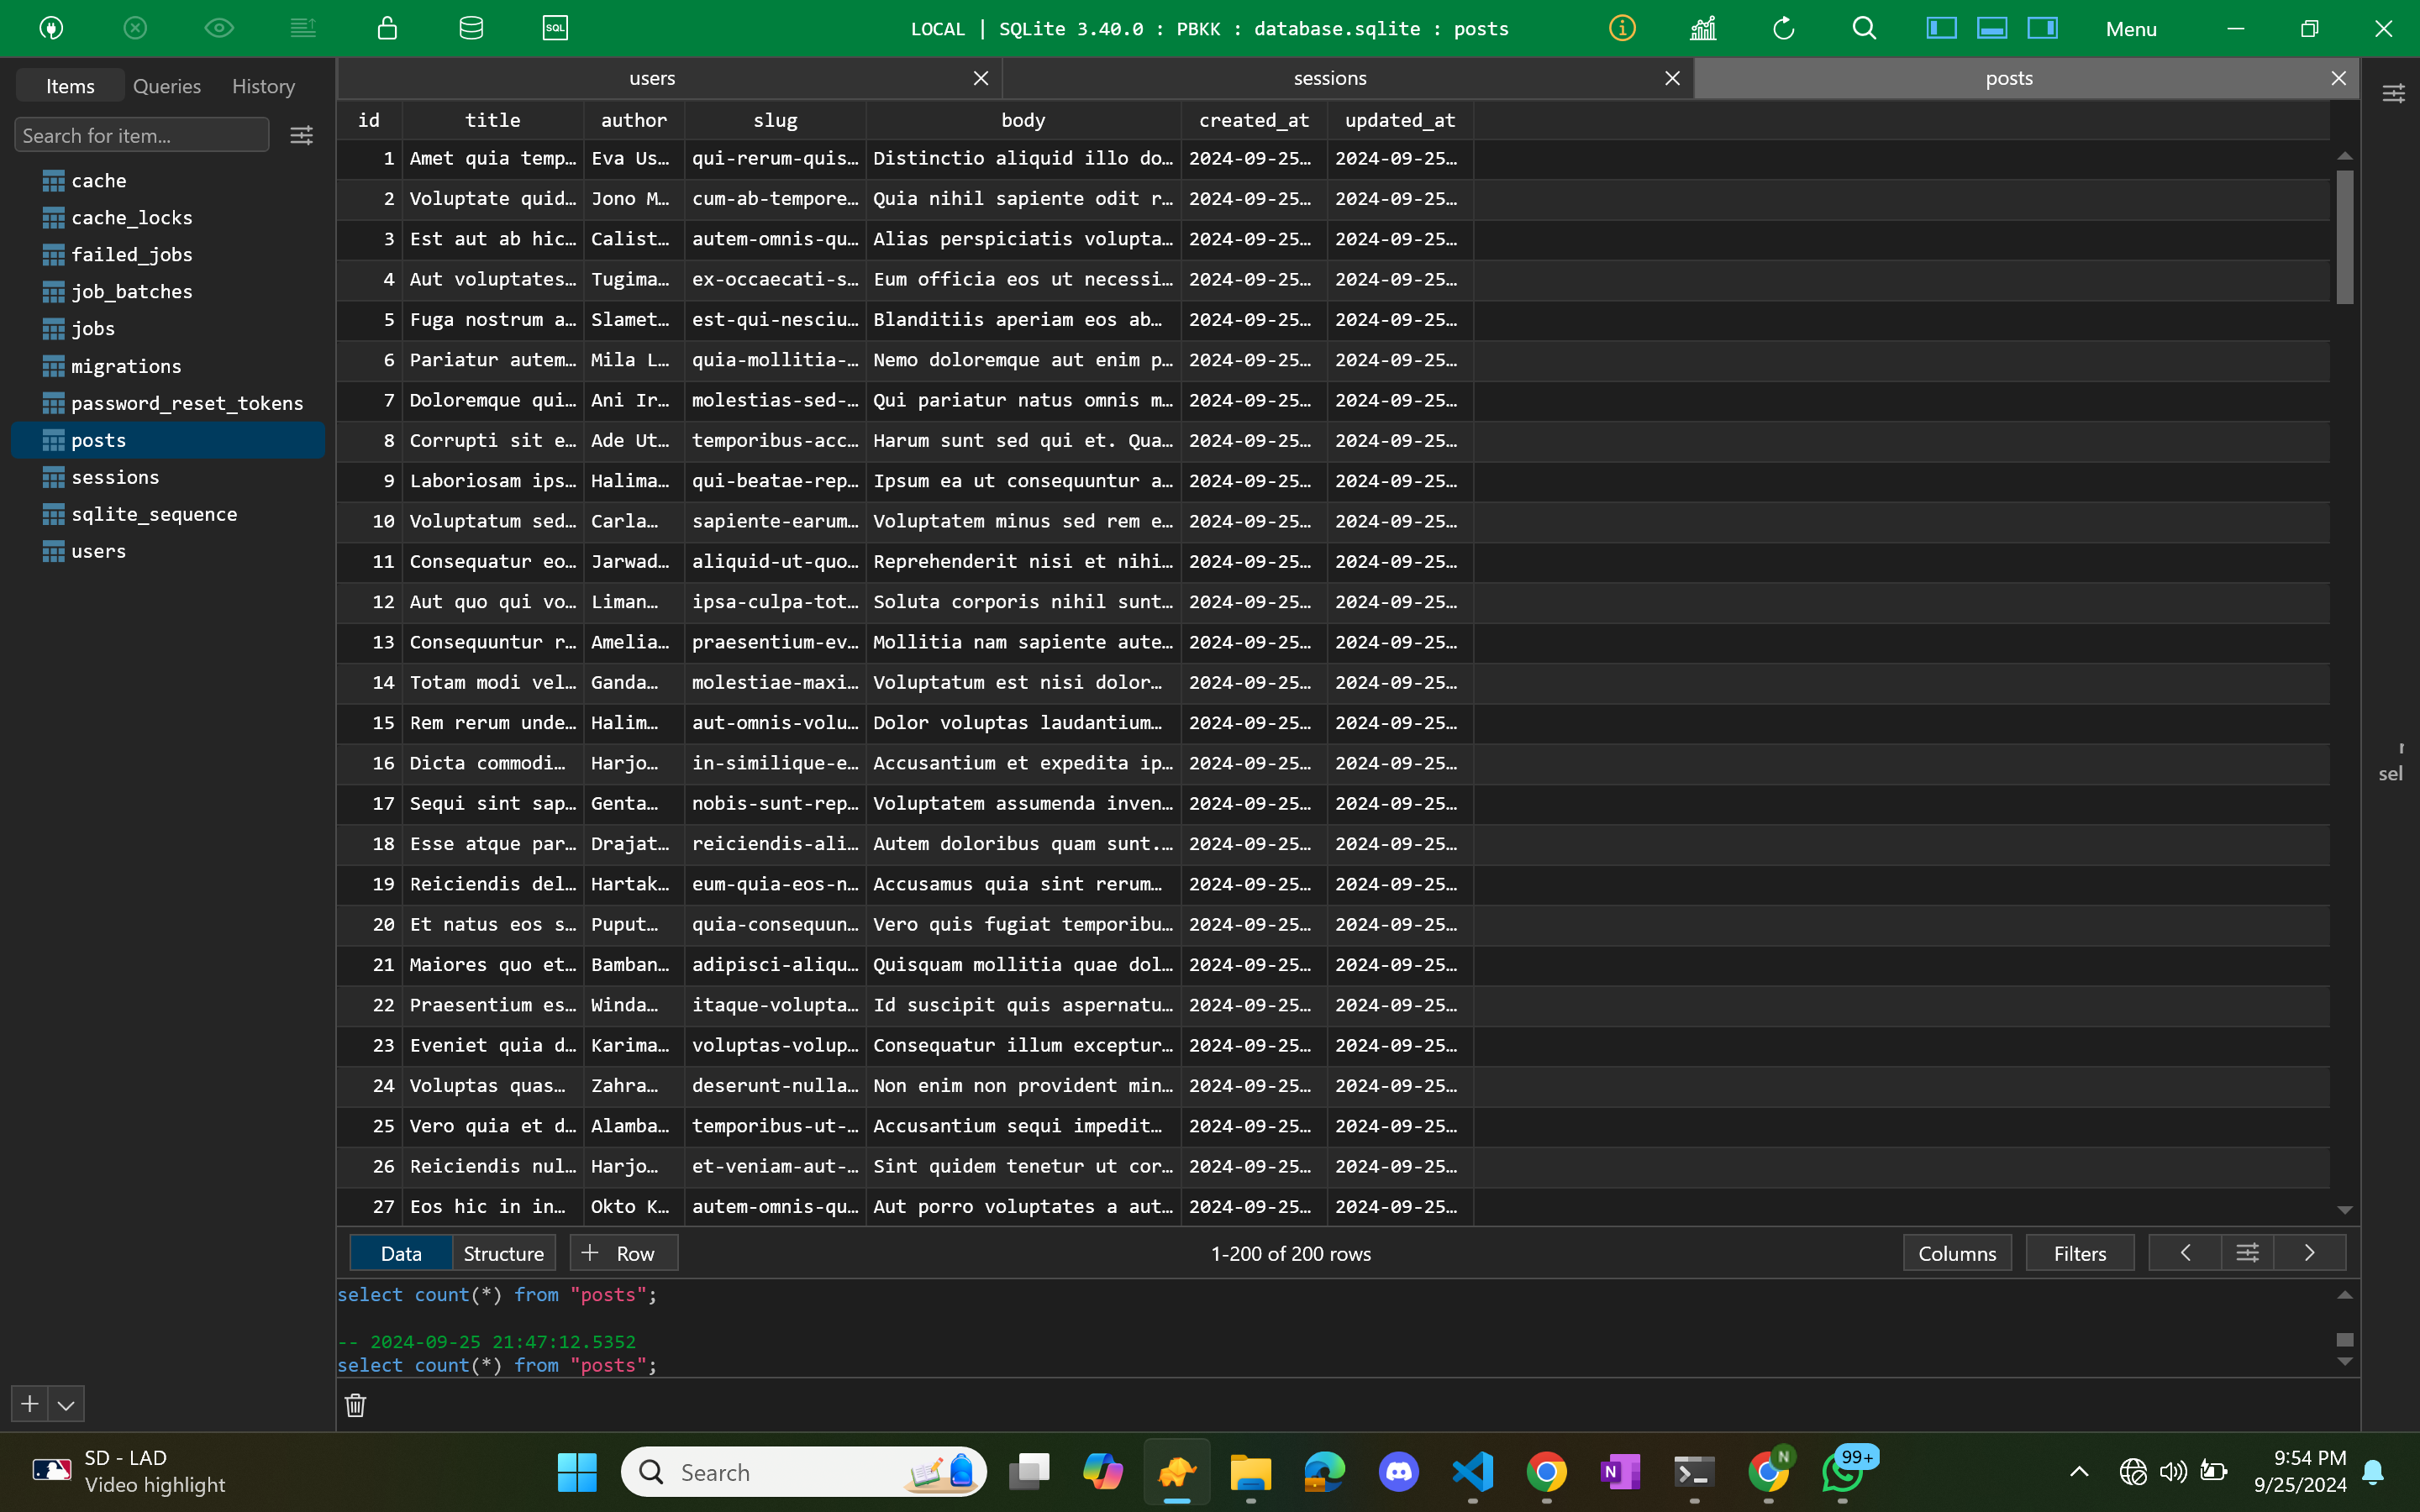 SQL
LOCAL | SQLite 3.40.0 : PBKK : database.sqlite : posts
Menu
Items Queries History
Search for item...
cache
cache_locks
failed_jobs
job_batches
jobs
migrations
password_reset_tokens
posts
sessions
sqlite_sequence
users
users sessions posts
id title author slug body created_at updated_at
1 Amet quia temp… Eva Us… qui-rerum-quis… Distinctio aliquid illo do… 2024-09-25… 2024-09-25…
2 Voluptate quid… Jono M… cum-ab-tempore… Quia nihil sapiente odit r… 2024-09-25… 2024-09-25…
3 Est aut ab hic… Calist… autem-omnis-qu… Alias perspiciatis volupta… 2024-09-25… 2024-09-25…
4 Aut voluptates… Tugima… ex-occaecati-s… Eum officia eos ut necessi… 2024-09-25… 2024-09-25…
5 Fuga nostrum a… Slamet… est-qui-nesciu… Blanditiis aperiam eos ab… 2024-09-25… 2024-09-25…
6 Pariatur autem… Mila L… quia-mollitia-… Nemo doloremque aut enim p… 2024-09-25… 2024-09-25…
7 Doloremque qui… Ani Ir… molestias-sed-… Qui pariatur natus omnis m… 2024-09-25… 2024-09-25…
8 Corrupti sit e… Ade Ut… temporibus-acc… Harum sunt sed qui et. Qua… 2024-09-25… 2024-09-25…
9 Laboriosam ips… Halima… qui-beatae-rep… Ipsum ea ut consequuntur a… 2024-09-25… 2024-09-25…
10 Voluptatum sed… Carla… sapiente-earum… Voluptatem minus sed rem e… 2024-09-25… 2024-09-25…
11 Consequatur eo… Jarwad… aliquid-ut-quo… Reprehenderit nisi et nihi… 2024-09-25… 2024-09-25…
12 Aut quo qui vo… Liman… ipsa-culpa-tot… Soluta corporis nihil sunt… 2024-09-25… 2024-09-25…
13 Consequuntur r… Amelia… praesentium-ev… Mollitia nam sapiente aute… 2024-09-25… 2024-09-25…
14 Totam modi vel… Ganda… molestiae-maxi… Voluptatum est nisi dolor… 2024-09-25… 2024-09-25…
15 Rem rerum unde… Halim… aut-omnis-volu… Dolor voluptas laudantium… 2024-09-25… 2024-09-25…
16 Dicta commodi… Harjo… in-similique-e… Accusantium et expedita ip… 2024-09-25… 2024-09-25…
17 Sequi sint sap… Genta… nobis-sunt-rep… Voluptatem assumenda inven… 2024-09-25… 2024-09-25…
18 Esse atque par… Drajat… reiciendis-ali… Autem doloribus quam sunt.… 2024-09-25… 2024-09-25…
19 Reiciendis del… Hartak… eum-quia-eos-n… Accusamus quia sint rerum… 2024-09-25… 2024-09-25…
20 Et natus eos s… Puput… quia-consequun… Vero quis fugiat temporibu… 2024-09-25… 2024-09-25…
21 Maiores quo et… Bamban… adipisci-aliqu… Quisquam mollitia quae dol… 2024-09-25… 2024-09-25…
22 Praesentium es… Winda… itaque-volupta… Id suscipit quis aspernatu… 2024-09-25… 2024-09-25…
23 Eveniet quia d… Karima… voluptas-volup… Consequatur illum exceptur… 2024-09-25… 2024-09-25…
24 Voluptas quas… Zahra… deserunt-nulla… Non enim non provident min… 2024-09-25… 2024-09-25…
25 Vero quia et d… Alamba… temporibus-ut-… Accusantium sequi impedit… 2024-09-25… 2024-09-25…
26 Reiciendis nul… Harjo… et-veniam-aut-… Sint quidem tenetur ut cor… 2024-09-25… 2024-09-25…
27 Eos hic in in… Okto K… autem-omnis-qu… Aut porro voluptates a aut… 2024-09-25… 2024-09-25…
sel
Data Structure + Row 1-200 of 200 rows Columns Filters
select count(*) from "posts";
-- 2024-09-25 21:47:12.5352
select count(*) from "posts";
SD - LAD
Video highlight
Search
N
N
99+
9:54 PM
9/25/2024